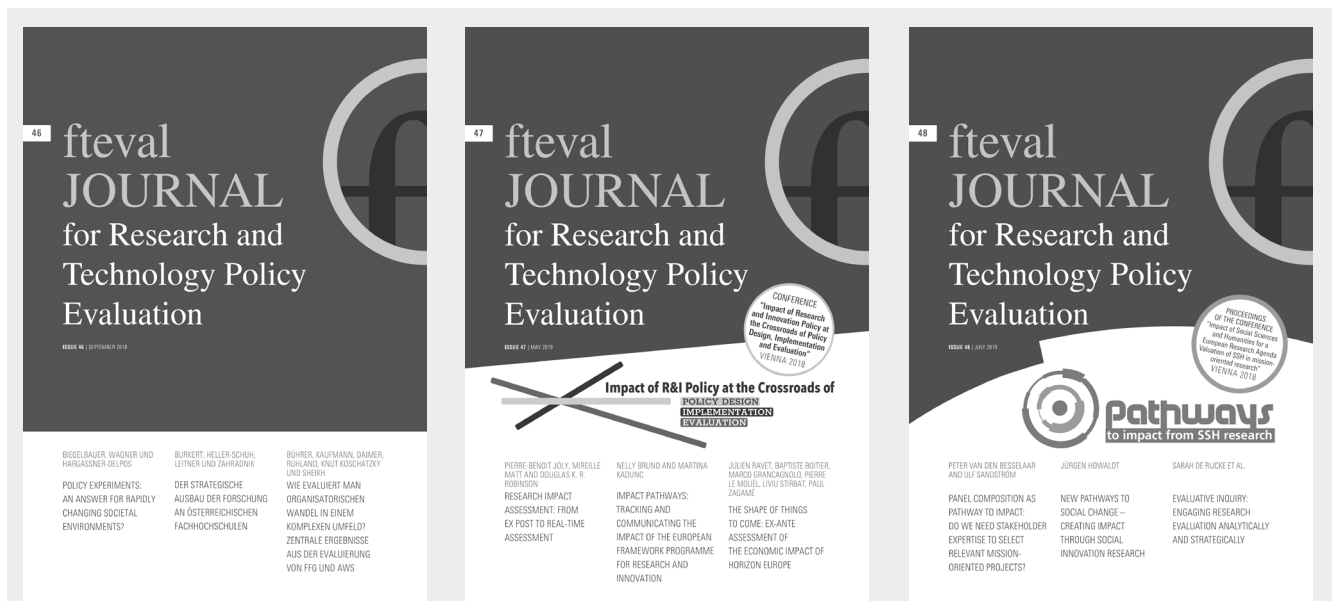 46
fteval
JOURNAL
for Research and
Technology Policy
Evaluation
ISSUE 46 | SEPTEMBER 2018
BIEGELBAUER, WAGNER UND
HARGASSNER-DELPOS
POLICY EXPERIMENTS:
AN ANSWER FOR RAPIDLY
CHANGING SOCIETAL
ENVIRONMENTS?
BURKERT, HELLER-SCHUH,
LEITNER UND ZAHRADNIK
DER STRATEGISCHE
AUSBAU DER FORSCHUNG
AN ÖSTERREICHISCHEN
FACHHOCHSCHULEN
BÜHRER, KAUFMANN, DAIMER,
RUHLAND, KNUT KOSCHATZKY
UND SHEIKH
WIE EVALUIERT MAN
ORGANISATORISCHEN
WANDEL IN EINEM
KOMPLEXEN UMFELD?
ZENTRALE ERGEBNISSE
AUS DER EVALUIERUNG
VON FFG UND AWS
47
fteval
JOURNAL
for Research and
Technology Policy
Evaluation
ISSUE 47 | MAY 2019
CONFERENCE
"Impact of Research
and Innovation Policy at
the Crossroads of Policy
Design, Implementation
and Evaluation"
VIENNA 2018
Impact of R&I Policy at the Crossroads of
POLICY DESIGN
IMPLEMENTATION
EVALUATION
PIERRE-BENOIT JOLY, MIREILLE
MATT AND DOUGLAS K. R.
ROBINSON
RESEARCH IMPACT
ASSESSMENT: FROM
EX POST TO REAL-TIME
ASSESSMENT
NELLY BRUNO AND MARTINA
KADUNC
IMPACT PATHWAYS:
TRACKING AND
COMMUNICATING THE
IMPACT OF THE EUROPEAN
FRAMEWORK PROGRAMME
FOR RESEARCH AND
INNOVATION
JULIEN RAVET, BAPTISTE BOITIER,
MARCO GRANCAGNOLO, PIERRE
LE MOUËL, LIVIU STIRBAT, PAUL
ZAGAMÉ
THE SHAPE OF THINGS
TO COME: EX-ANTE
ASSESSMENT OF
THE ECONOMIC IMPACT OF
HORIZON EUROPE
48
fteval
JOURNAL
for Research and
Technology Policy
Evaluation
ISSUE 48 | JULY 2019
PROCEEDINGS
OF THE CONFERENCE
"Impact of Social Sciences
and Humanities for a
European Research Agenda
Valuation of SSH in mission-
oriented research"
VIENNA 2018
Pathways
to impact from SSH research
PETER VAN DEN BESSELAAR
AND ULF SANDSTRÖM
PANEL COMPOSITION AS
PATHWAY TO IMPACT:
DO WE NEED STAKEHOLDER
EXPERTISE TO SELECT
RELEVANT MISSION-
ORIENTED PROJECTS?
JÜRGEN HOWALDT
NEW PATHWAYS TO
SOCIAL CHANGE –
CREATING IMPACT
THROUGH SOCIAL
INNOVATION RESEARCH
SARAH DE RIJCKE ET AL.
EVALUATIVE INQUIRY:
ENGAGING RESEARCH
EVALUATION ANALYTICALLY
AND STRATEGICALLY